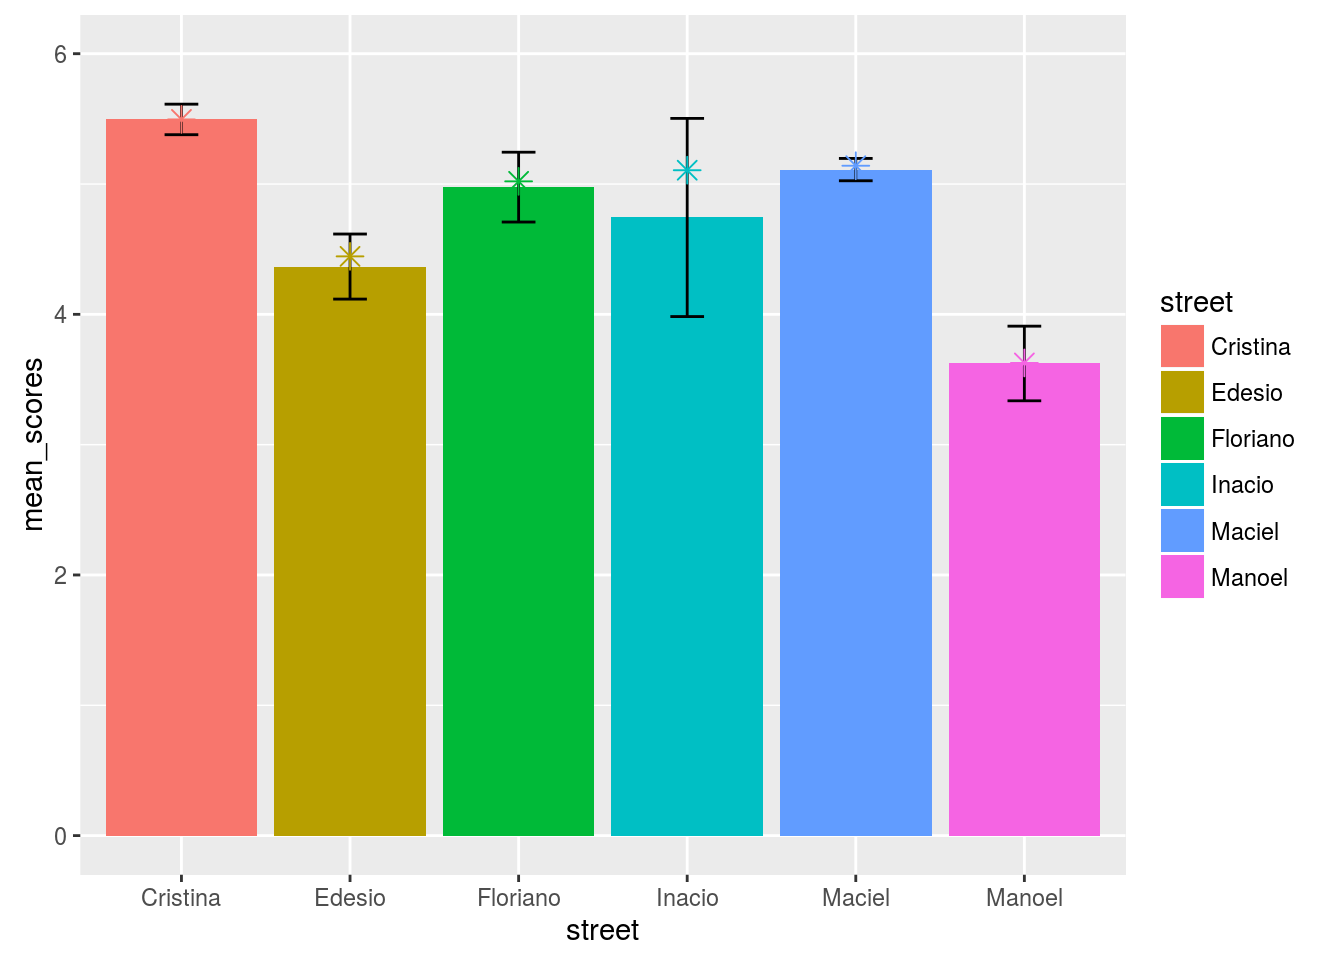 6
4
2
0
mean_scores
Cristina Edesio Floriano Inacio Maciel Manoel
street
street
Cristina
Edesio
Floriano
Inacio
Maciel
Manoel